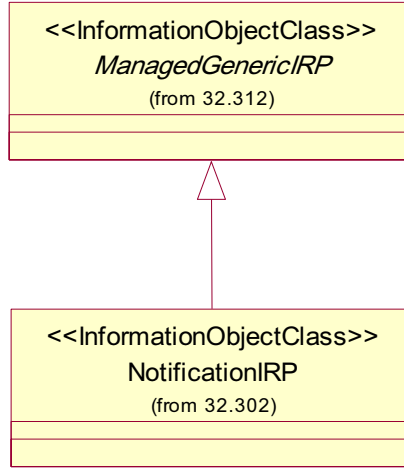 <<InformationObjectClass>>
ManagedGenericIRP
(from 32.312)
<<InformationObjectClass>>
NotificationIRP
(from 32.302)